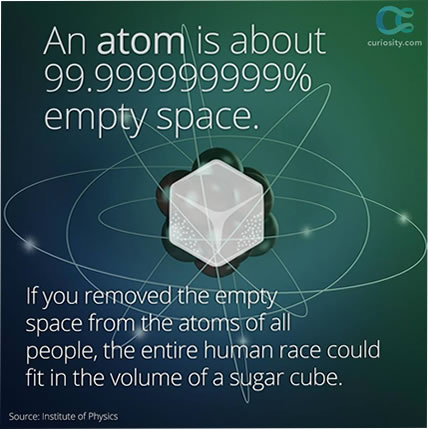 curiosity.com
An atom is about
99.999999999%
empty space.
If you removed the empty
space from the atoms of all
people, the entire human race could
fit in the volume of a sugar cube.
Source: Institute of Physics